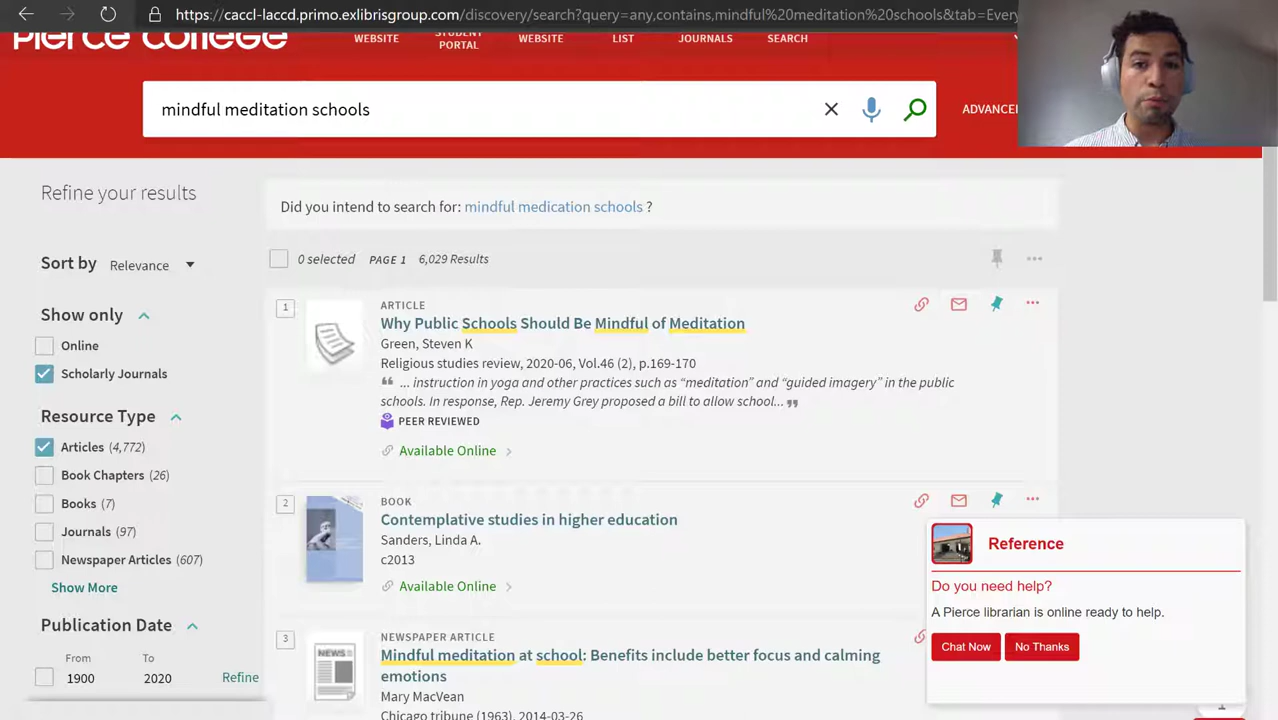 https://caccl-laccd.primo.exlibrisgroup.com/discovery/search?query=any,contains,mindful%20meditation%20schools&tab=Every
Pierce College
WEBSITE
STUDENT
PORTAL
WEBSITE
LIST
JOURNALS
SEARCH
mindful meditation schools
ADVANCE
Refine your results
Did you intend to search for: mindful medication schools ?
Sort by Relevance
0 selected PAGE 1 6,029 Results
Show only
Online
Scholarly Journals
Resource Type
Articles (4,772)
Book Chapters (26)
Books (7)
Journals (97)
Newspaper Articles (607)
Show More
Publication Date
From To
1900 2020 Refine
1
ARTICLE
Why Public Schools Should Be Mindful of Meditation
Green, Steven K
Religious studies review, 2020-06, Vol.46 (2), p.169-170
❝ ... instruction in yoga and other practices such as “meditation” and “guided imagery” in the public
schools. In response, Rep. Jeremy Grey proposed a bill to allow school... ❞
PEER REVIEWED
Available Online
2
BOOK
Contemplative studies in higher education
Sanders, Linda A.
c2013
Available Online
3
NEWS
NEWSPAPER ARTICLE
Mindful meditation at school: Benefits include better focus and calming
emotions
Mary MacVean
Chicago tribune (1963), 2014-03-26
Reference
Do you need help?
A Pierce librarian is online ready to help.
Chat Now No Thanks